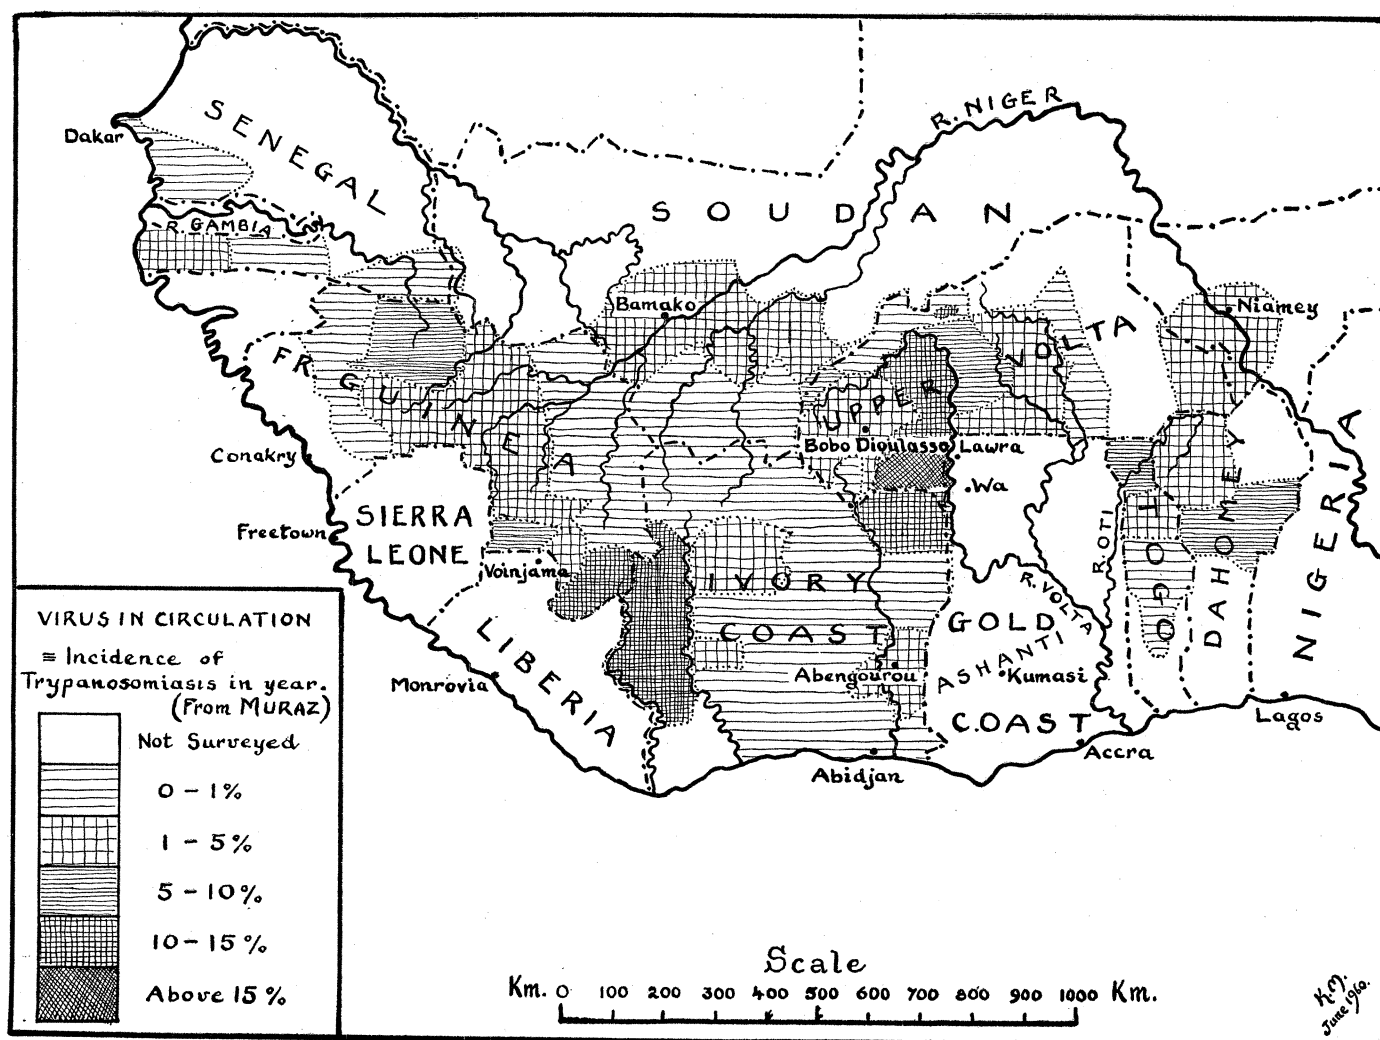 Dakar
SENEGAL
R. GAMBIA
R. NIGER
SOUDAN
Bamako
Niamey
FR. GUINEA
UPPER VOLTA
Bobo Dioulasso
Lawra
Wa
Conakry
Freetown
SIERRA
LEONE
Voinjama
LIBERIA
Monrovia
IVORY
COAST
Abengourou
Abidjan
R. VOLTA
R. OTI
GOLD
ASHANTI
Kumasi
COAST
Accra
TOGO
DAHOMEY
NIGERIA
Lagos
VIRUS IN CIRCULATION
≡ Incidence of
Trypanosomiasis in year.
(From MURAZ)
Not Surveyed
0 – 1%
1 – 5%
5 – 10%
10 – 15%
Above 15%
Scale
Km. 0 100 200 300 400 500 600 700 800 900 1000 Km.
K.M.
June 1960.